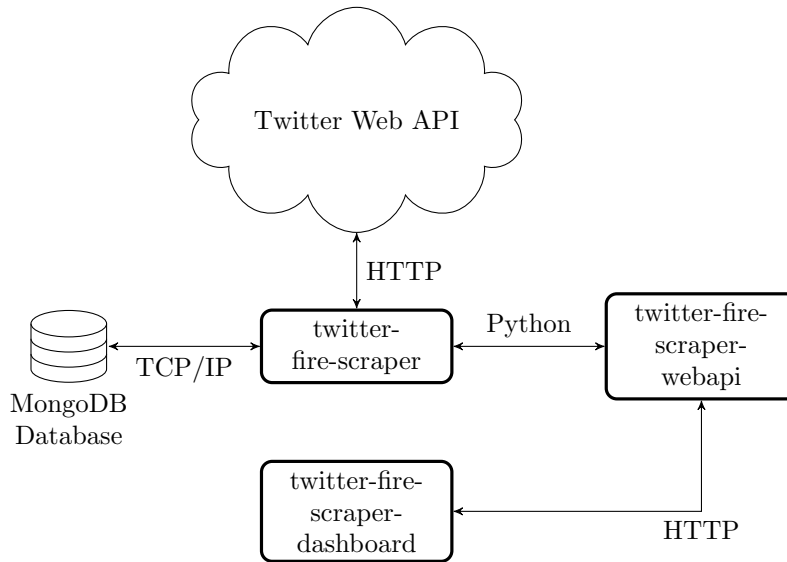 Twitter Web API
HTTP
twitter-
fire-scraper
Python
twitter-fire-
scraper-
webapi
TCP/IP
MongoDB
Database
twitter-fire-
scraper-
dashboard
HTTP